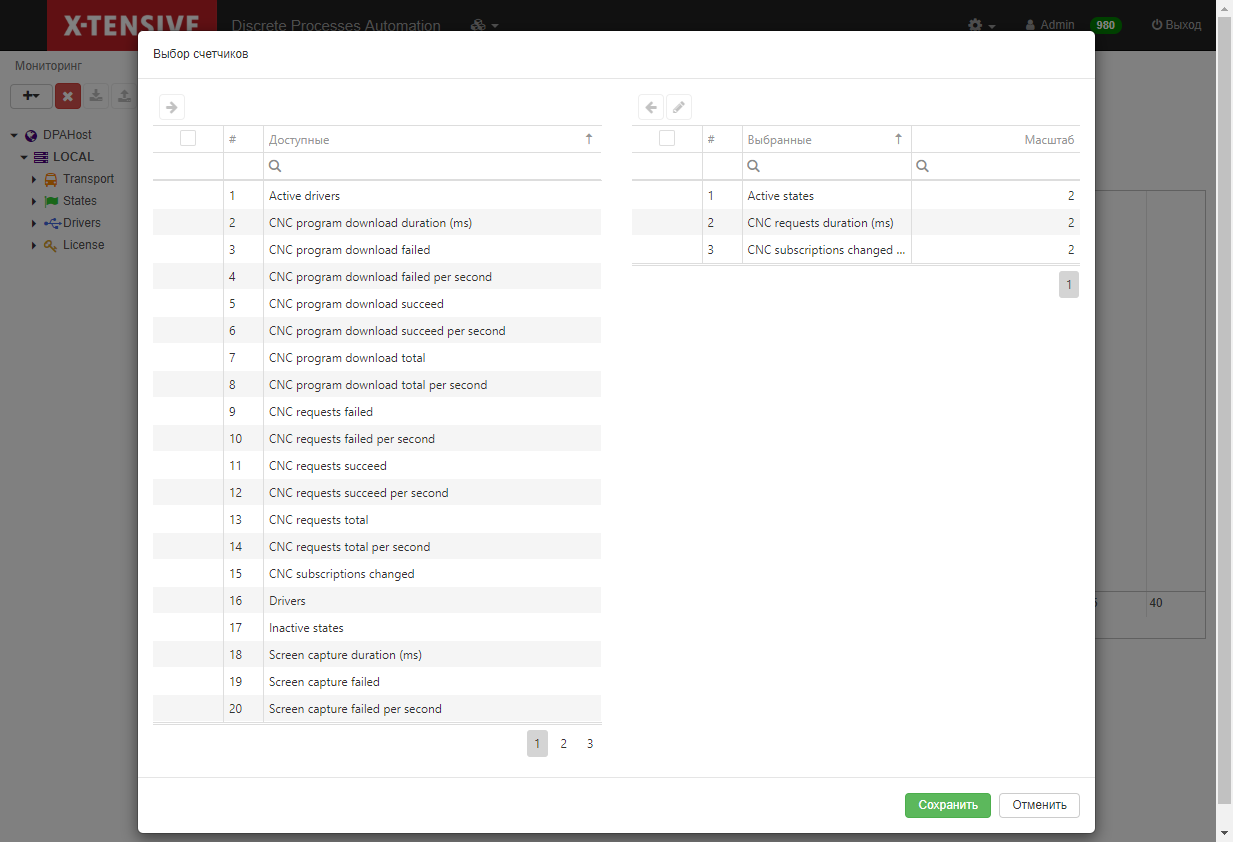 X-TENSIVE
Discrete Processes Automation
Admin
980
Выход
Мониторинг
DPAHost
LOCAL
Transport
States
Drivers
License
Выбор счетчиков
# Доступные
1 Active drivers
2 CNC program download duration (ms)
3 CNC program download failed
4 CNC program download failed per second
5 CNC program download succeed
6 CNC program download succeed per second
7 CNC program download total
8 CNC program download total per second
9 CNC requests failed
10 CNC requests failed per second
11 CNC requests succeed
12 CNC requests succeed per second
13 CNC requests total
14 CNC requests total per second
15 CNC subscriptions changed
16 Drivers
17 Inactive states
18 Screen capture duration (ms)
19 Screen capture failed
20 Screen capture failed per second
1 2 3
# Выбранные Масштаб
1 Active states 2
2 CNC requests duration (ms) 2
3 CNC subscriptions changed ... 2
1
40
Сохранить
Отменить